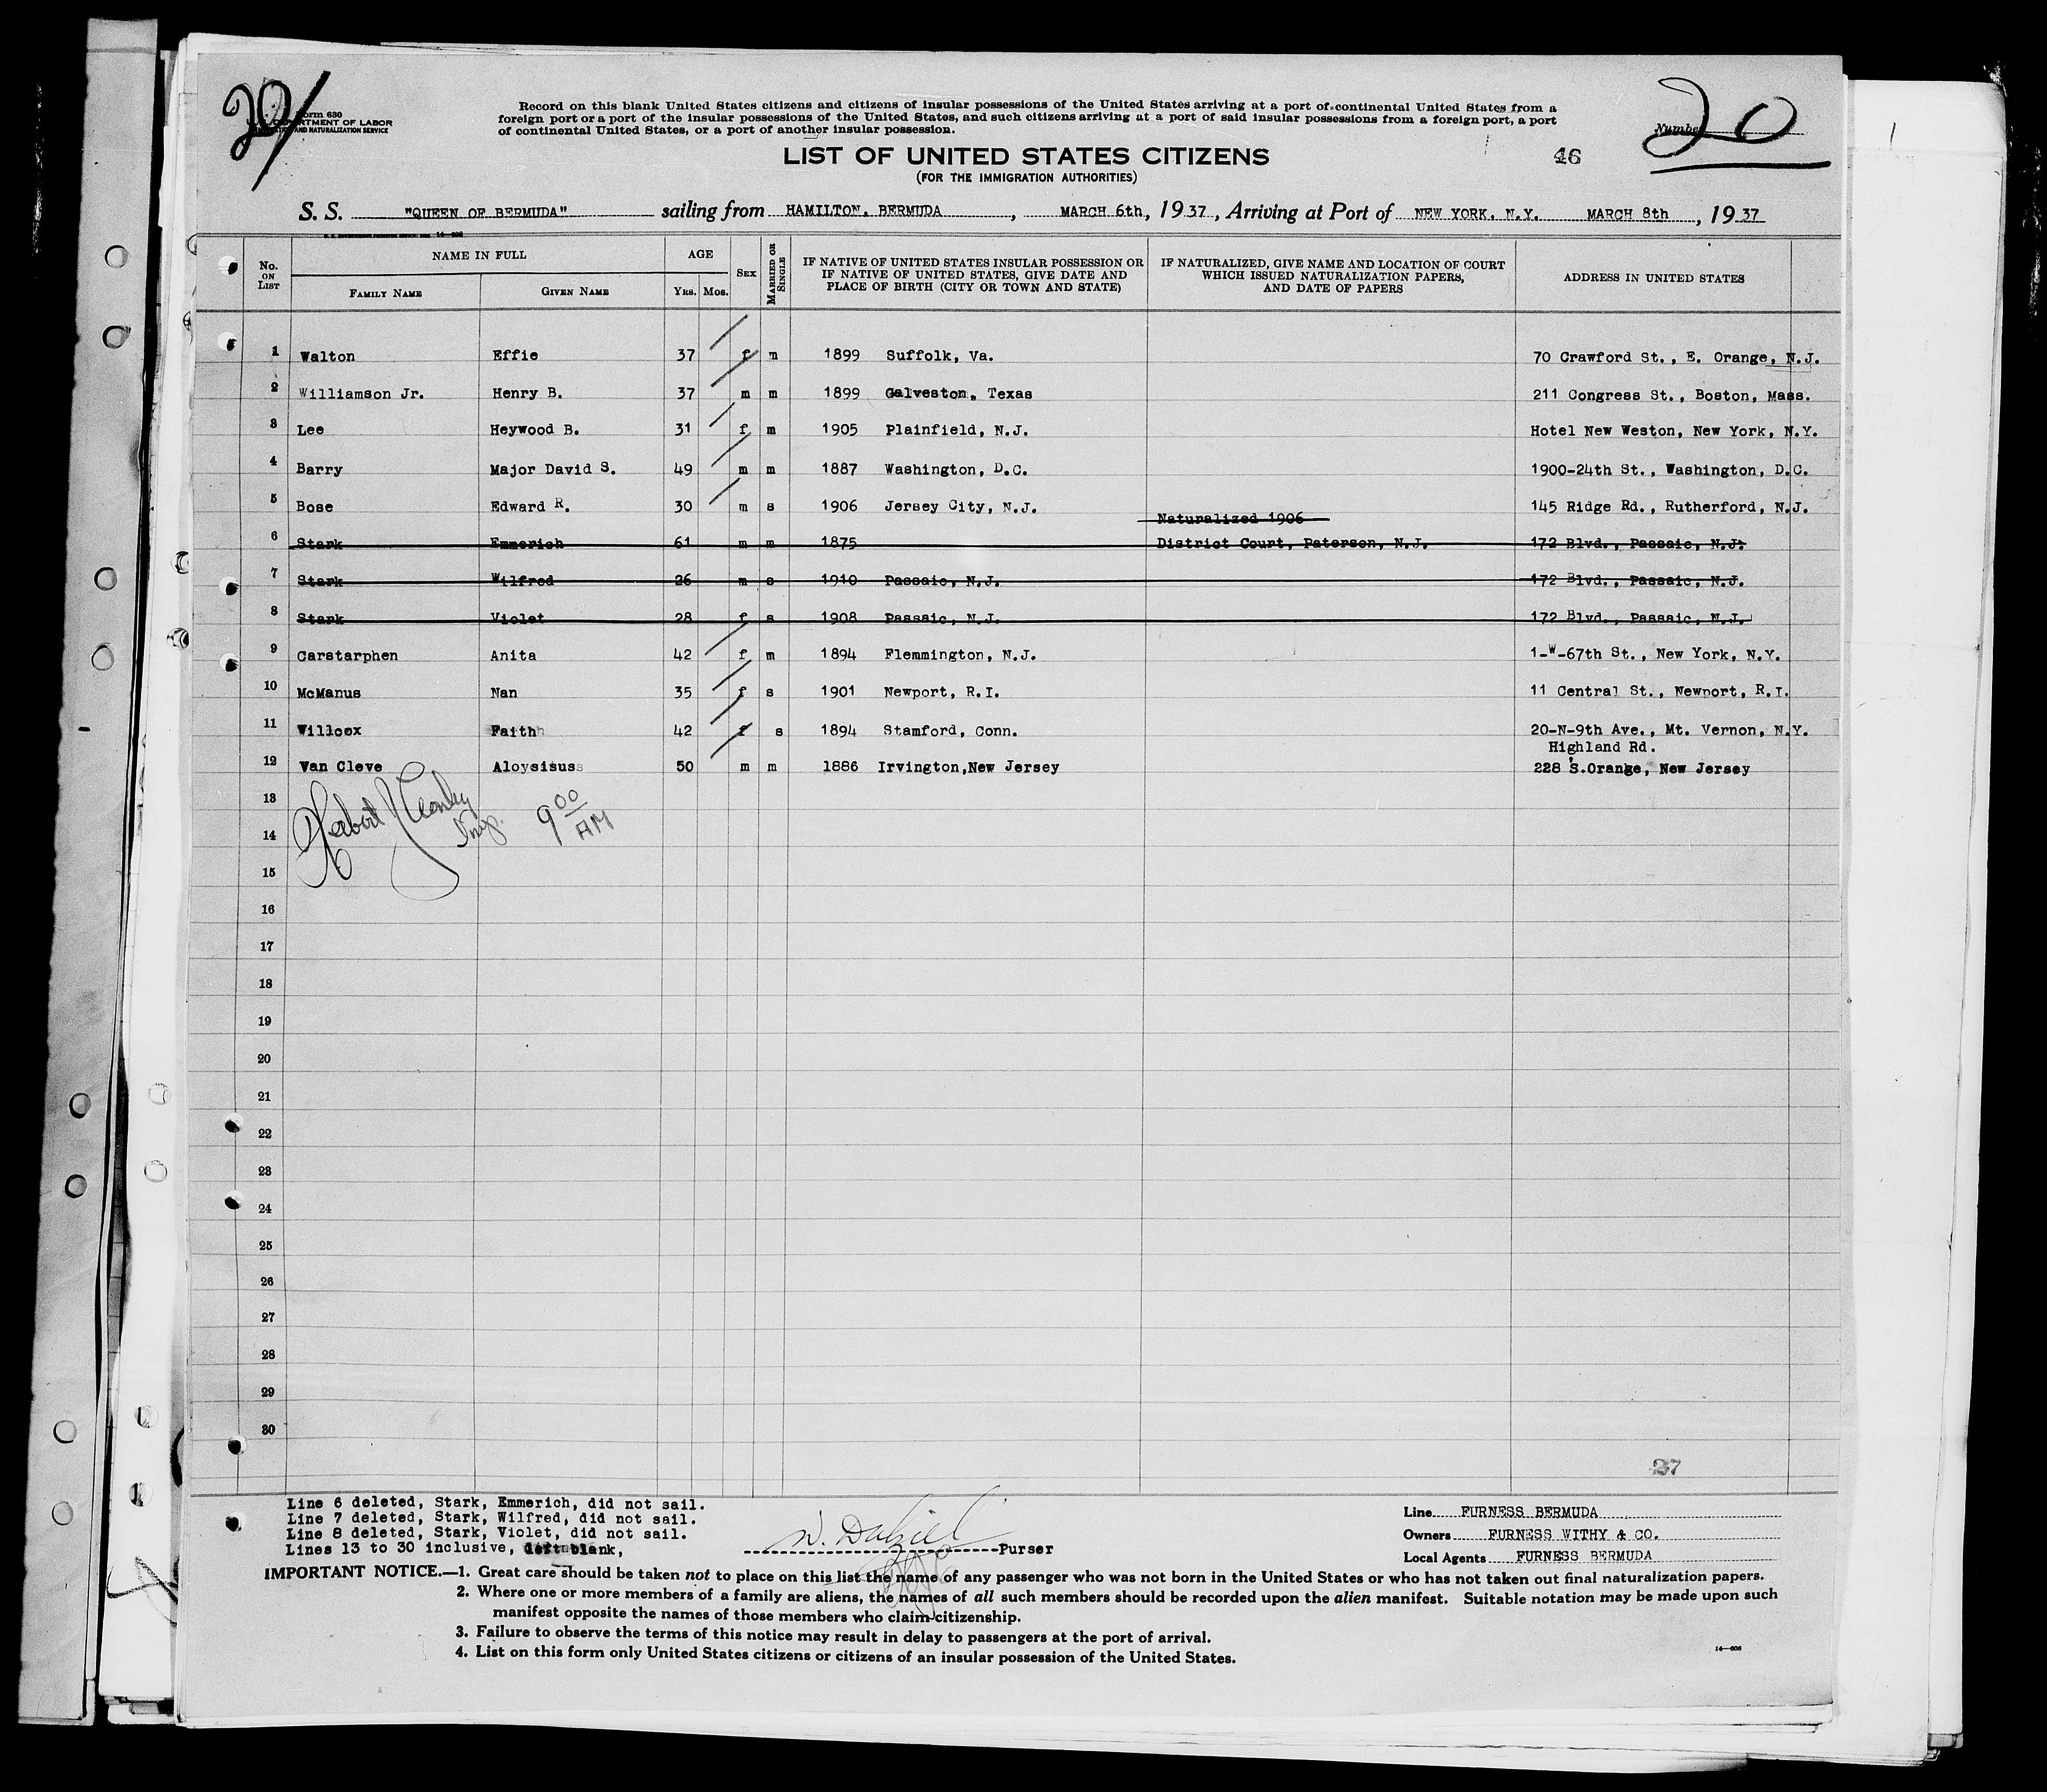 20
Form 630
DEPARTMENT OF LABOR
IMMIGRATION AND NATURALIZATION SERVICE
Record on this blank United States citizens and citizens of insular possessions of the United States arriving at a port of continental United States from a
foreign port or a port of the insular possessions of the United States, and such citizens arriving at a port of said insular possessions from a foreign port, a port
of continental United States, or a port of another insular possession.
Number 20
LIST OF UNITED STATES CITIZENS
46
(FOR THE IMMIGRATION AUTHORITIES)
S. S. "QUEEN OF BERMUDA" sailing from HAMILTON, BERMUDA, MARCH 6th, 1937, Arriving at Port of NEW YORK, N.Y. MARCH 8th, 1937
No. ON LIST
NAME IN FULL
FAMILY NAME
GIVEN NAME
AGE
YRS. MOS.
SEX
MARRIED OR SINGLE
IF NATIVE OF UNITED STATES INSULAR POSSESSION OR
IF NATIVE OF UNITED STATES, GIVE DATE AND
PLACE OF BIRTH (CITY OR TOWN AND STATE)
IF NATURALIZED, GIVE NAME AND LOCATION OF COURT
WHICH ISSUED NATURALIZATION PAPERS,
AND DATE OF PAPERS
ADDRESS IN UNITED STATES
1 Walton Effie 37 f m 1899 Suffolk, Va. 70 Crawford St., E. Orange, N.J.
2 Williamson Jr. Henry B. 37 m m 1899 Galveston, Texas 211 Congress St., Boston, Mass.
3 Lee Heywood B. 31 f m 1905 Plainfield, N.J. Hotel New Weston, New York, N.Y.
4 Barry Major David S. 49 m m 1887 Washington, D.C. 1900-24th St., Washington, D.C.
5 Bose Edward R. 30 m s 1906 Jersey City, N.J. 145 Ridge Rd., Rutherford, N.J.
Naturalized 1906
6 Stark Emmerich 61 m m 1875 District Court, Paterson, N.J. 172 Blvd., Passaic, N.J.
7 Stark Wilfred 26 m s 1910 Passaic, N.J. 172 Blvd., Passaic, N.J.
8 Stark Violet 28 f s 1908 Passaic, N.J. 172 Blvd., Passaic, N.J.
9 Carstarphen Anita 42 f m 1894 Flemmington, N.J. 1-W-67th St., New York, N.Y.
10 McManus Nan 35 f s 1901 Newport, R.I. 11 Central St., Newport, R.I.
11 Willcox Faith 42 f s 1894 Stamford, Conn. 20-N-9th Ave., Mt. Vernon, N.Y.
Highland Rd.
12 Van Cleve Aloysisus 50 m m 1886 Irvington,New Jersey 228 S.Orange, New Jersey
13
9 00 AM
14
15
16
17
18
19
20
21
22
23
24
25
26
27
28
29
30
27
Line 6 deleted, Stark, Emmerich, did not sail.
Line 7 deleted, Stark, Wilfred, did not sail.
Line 8 deleted, Stark, Violet, did not sail.
Lines 13 to 30 inclusive, left blank,
W. Dalziel
Purser
Line FURNESS BERMUDA
Owners FURNESS WITHY & CO.
Local Agents FURNESS BERMUDA
IMPORTANT NOTICE.—1. Great care should be taken not to place on this list the name of any passenger who was not born in the United States or who has not taken out final naturalization papers.
2. Where one or more members of a family are aliens, the names of all such members should be recorded upon the alien manifest. Suitable notation may be made upon such
manifest opposite the names of those members who claim citizenship.
3. Failure to observe the terms of this notice may result in delay to passengers at the port of arrival.
4. List on this form only United States citizens or citizens of an insular possession of the United States.
14—608